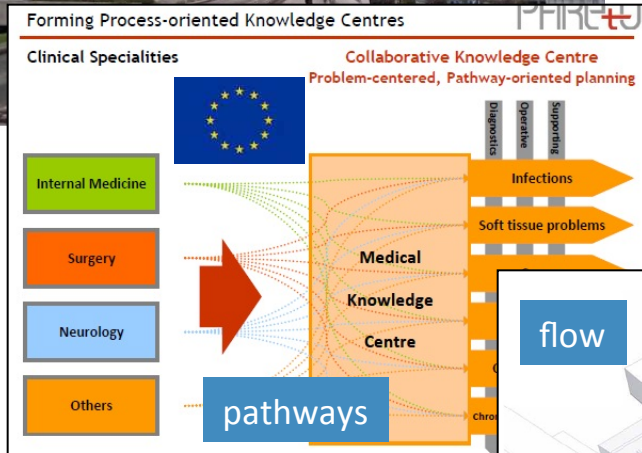 Forming Process-oriented Knowledge Centres
Clinical Specialities
Collaborative Knowledge Centre
Problem-centered, Pathway-oriented planning
Diagnostics
Operative
Supporting
Internal Medicine
Surgery
Neurology
Others
Medical
Knowledge
Centre
Infections
Soft tissue problems
flow
pathways